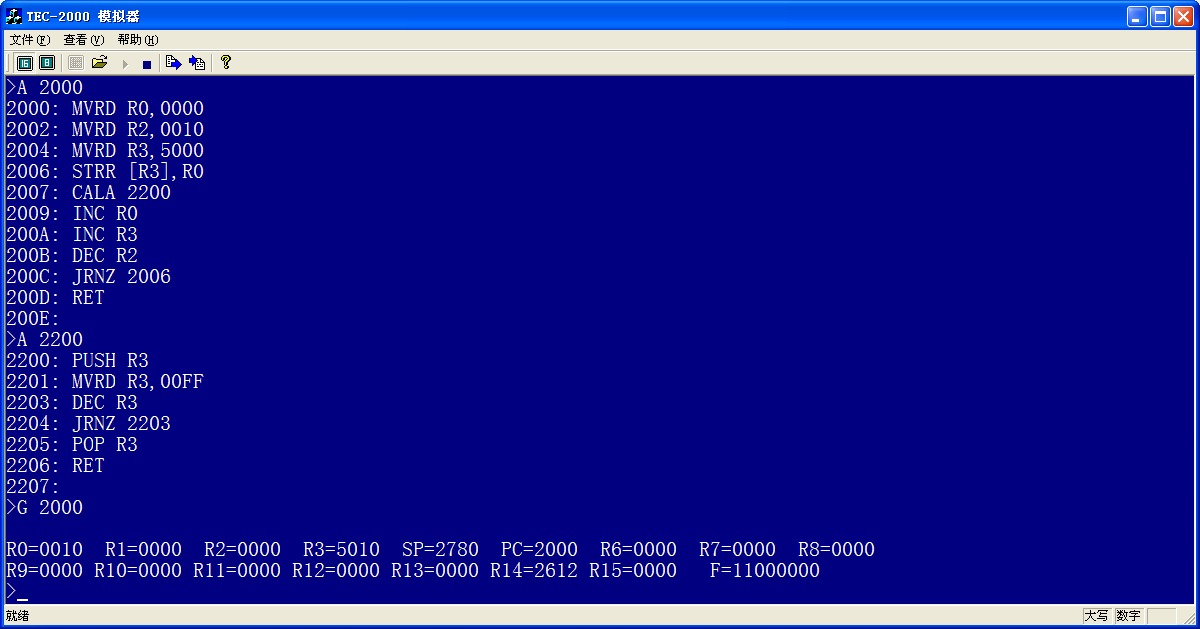 TEC-2000 模拟器
文件(F) 查看(V) 帮助(H)
16 8
>A 2000
2000: MVRD R0,0000
2002: MVRD R2,0010
2004: MVRD R3,5000
2006: STRR [R3],R0
2007: CALA 2200
2009: INC R0
200A: INC R3
200B: DEC R2
200C: JRNZ 2006
200D: RET
200E:
>A 2200
2200: PUSH R3
2201: MVRD R3,00FF
2203: DEC R3
2204: JRNZ 2203
2205: POP R3
2206: RET
2207:
>G 2000
R0=0010 R1=0000 R2=0000 R3=5010 SP=2780 PC=2000 R6=0000 R7=0000 R8=0000
R9=0000 R10=0000 R11=0000 R12=0000 R13=0000 R14=2612 R15=0000 F=11000000
>_
就绪 大写 数字